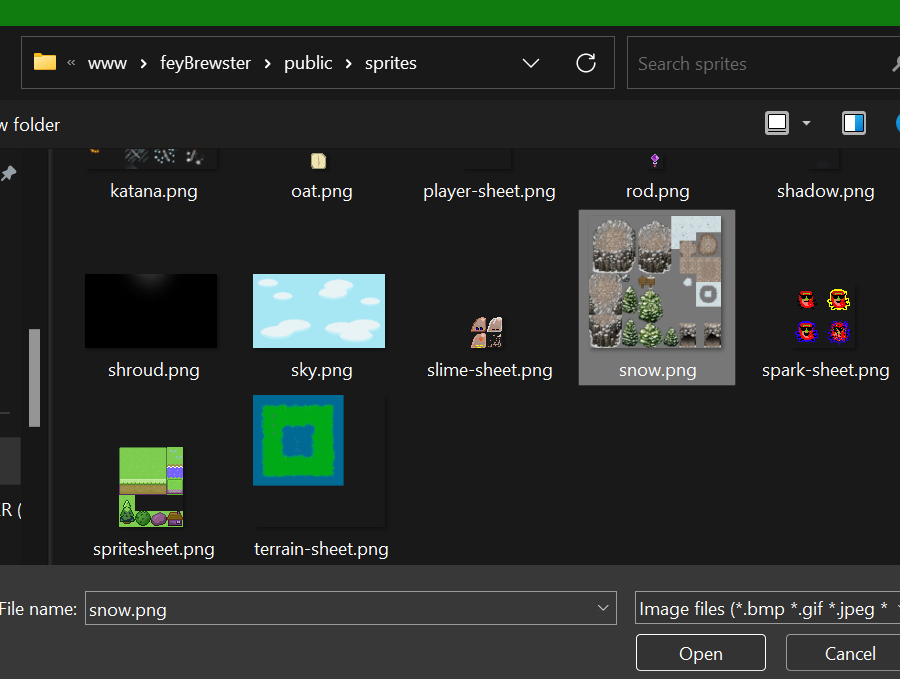 « www > feyBrewster > public > sprites
Search sprites
w folder
katana.png oat.png player-sheet.png rod.png shadow.png
shroud.png sky.png slime-sheet.png snow.png spark-sheet.png
R (
spritesheet.png terrain-sheet.png
File name: snow.png Image files (*.bmp *.gif *.jpeg *
Open Cancel